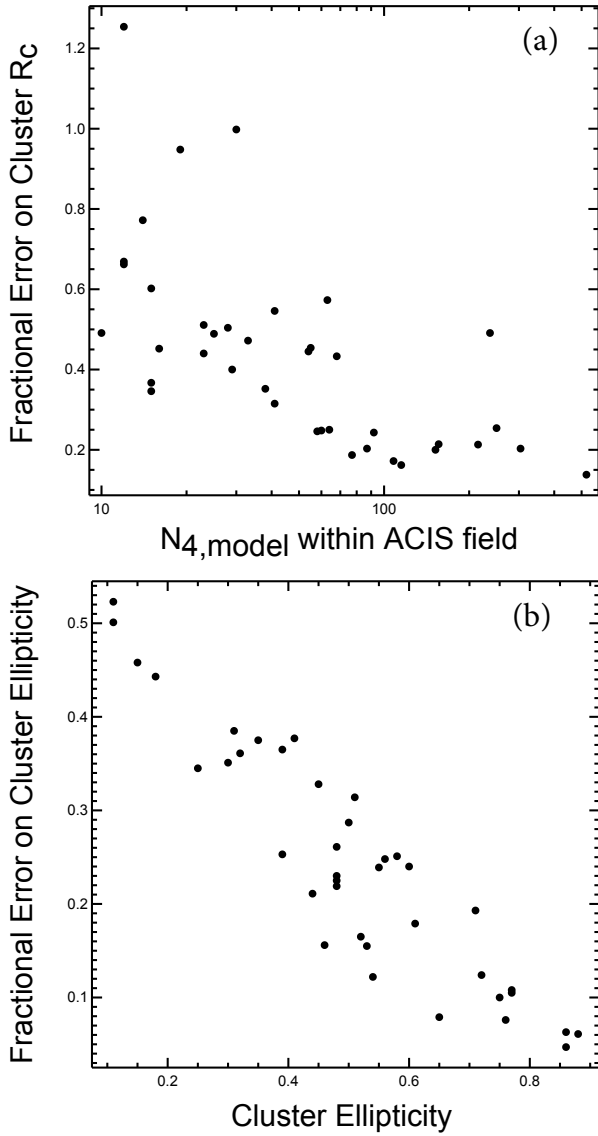 (a)
Fractional Error on Cluster Rc
1.2
1.0
0.8
0.6
0.4
0.2
10
100
N4,model within ACIS field
(b)
Fractional Error on Cluster Ellipticity
0.5
0.4
0.3
0.2
0.1
0.2
0.4
0.6
0.8
Cluster Ellipticity